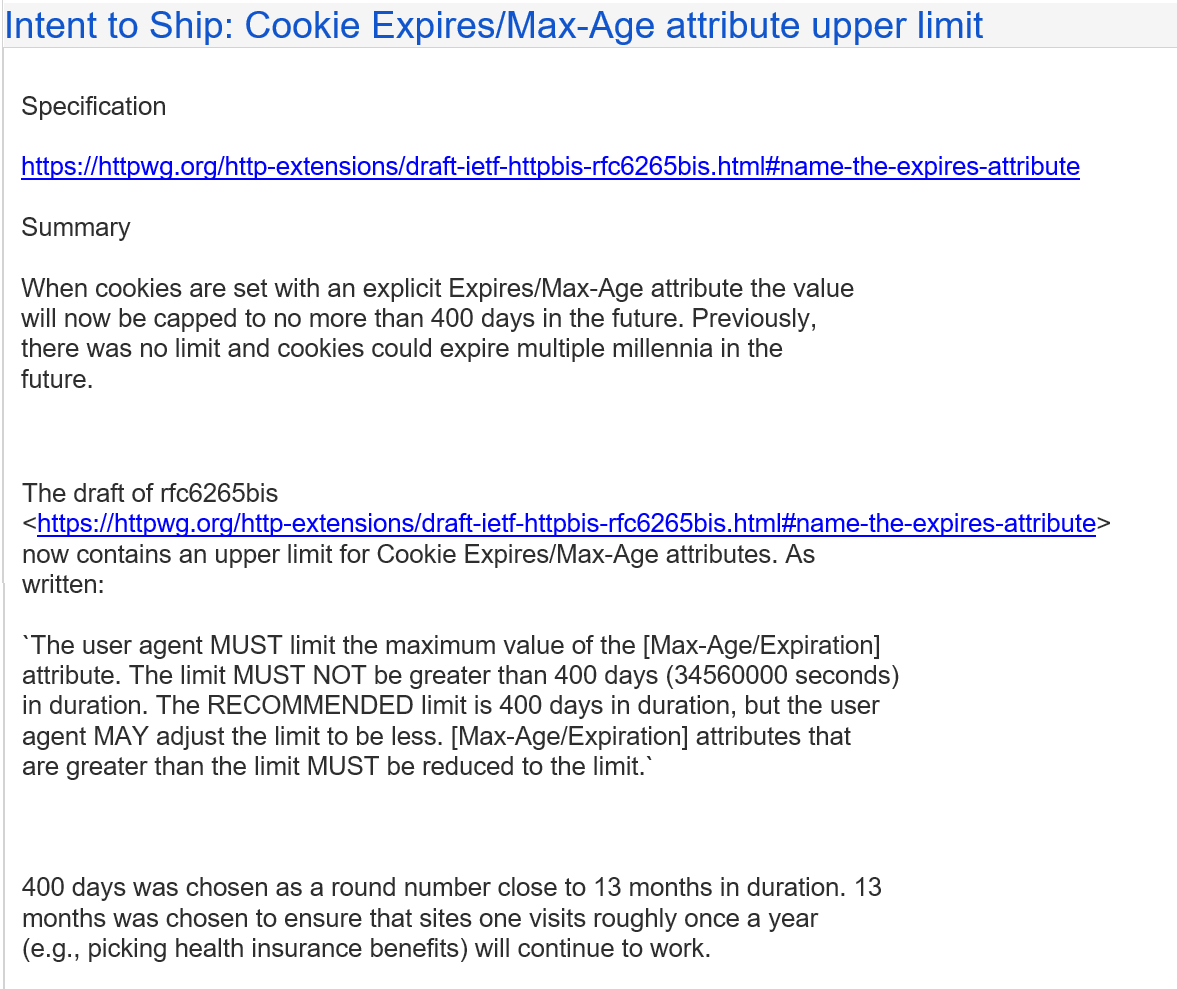 Intent to Ship: Cookie Expires/Max-Age attribute upper limit
Specification
https://httpwg.org/http-extensions/draft-ietf-httpbis-rfc6265bis.html#name-the-expires-attribute
Summary
When cookies are set with an explicit Expires/Max-Age attribute the value
will now be capped to no more than 400 days in the future. Previously,
there was no limit and cookies could expire multiple millennia in the
future.
The draft of rfc6265bis
<https://httpwg.org/http-extensions/draft-ietf-httpbis-rfc6265bis.html#name-the-expires-attribute>
now contains an upper limit for Cookie Expires/Max-Age attributes. As
written:
`The user agent MUST limit the maximum value of the [Max-Age/Expiration]
attribute. The limit MUST NOT be greater than 400 days (34560000 seconds)
in duration. The RECOMMENDED limit is 400 days in duration, but the user
agent MAY adjust the limit to be less. [Max-Age/Expiration] attributes that
are greater than the limit MUST be reduced to the limit.`
400 days was chosen as a round number close to 13 months in duration. 13
months was chosen to ensure that sites one visits roughly once a year
(e.g., picking health insurance benefits) will continue to work.